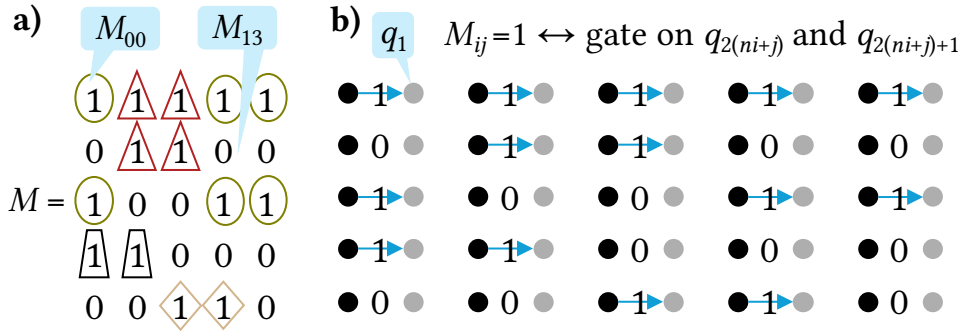 a)
M₀₀ M₁₃
1 1 1 1 1
0 1 1 0 0
M = 1 0 0 1 1
1 1 0 0 0
0 0 1 1 0
b)
q₁ Mᵢⱼ=1 ↔ gate on q₂₍ₙᵢ₊ⱼ₎ and q₂₍ₙᵢ₊ⱼ₎₊₁
1 1 1 1 1
0 1 1 0 0
1 0 0 1 1
1 1 0 0 0
0 0 1 1 0